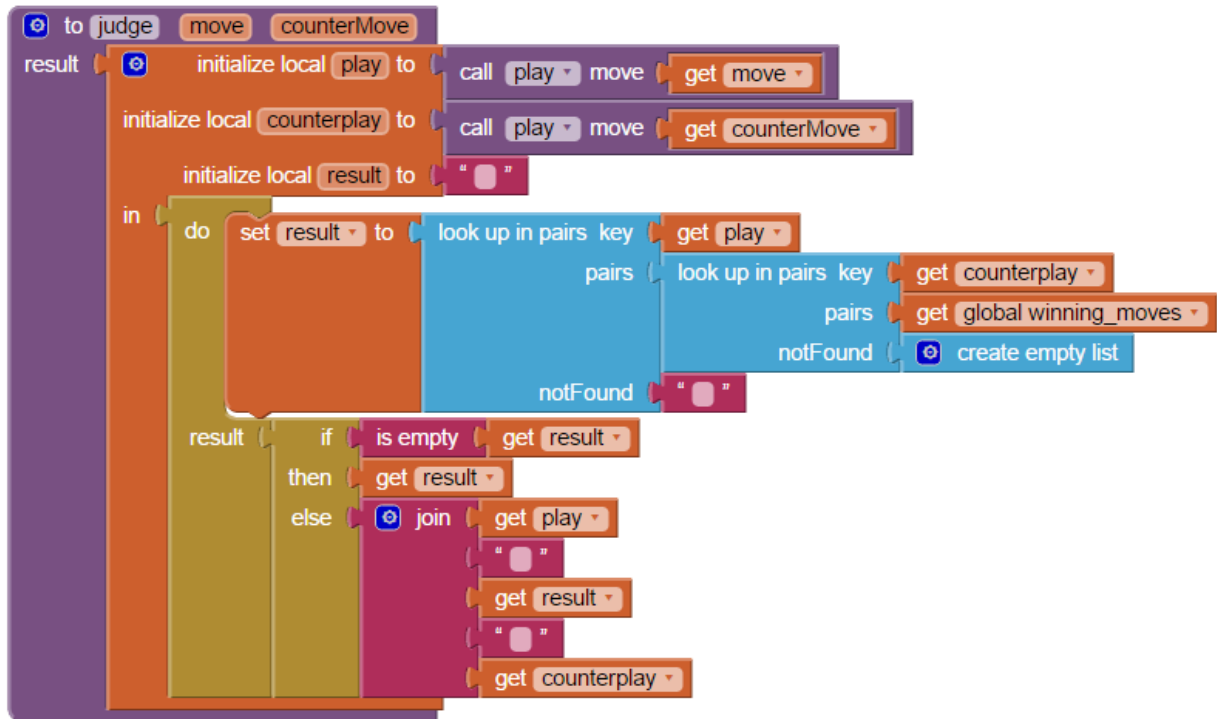 to judge move counterMove
result initialize local play to call play move get move
initialize local counterplay to call play move get counterMove
initialize local result to " "
in do set result to look up in pairs key get play
pairs look up in pairs key get counterplay
pairs get global winning_moves
notFound create empty list
notFound " "
result if is empty get result
then get result
else join get play
" "
get result
" "
get counterplay